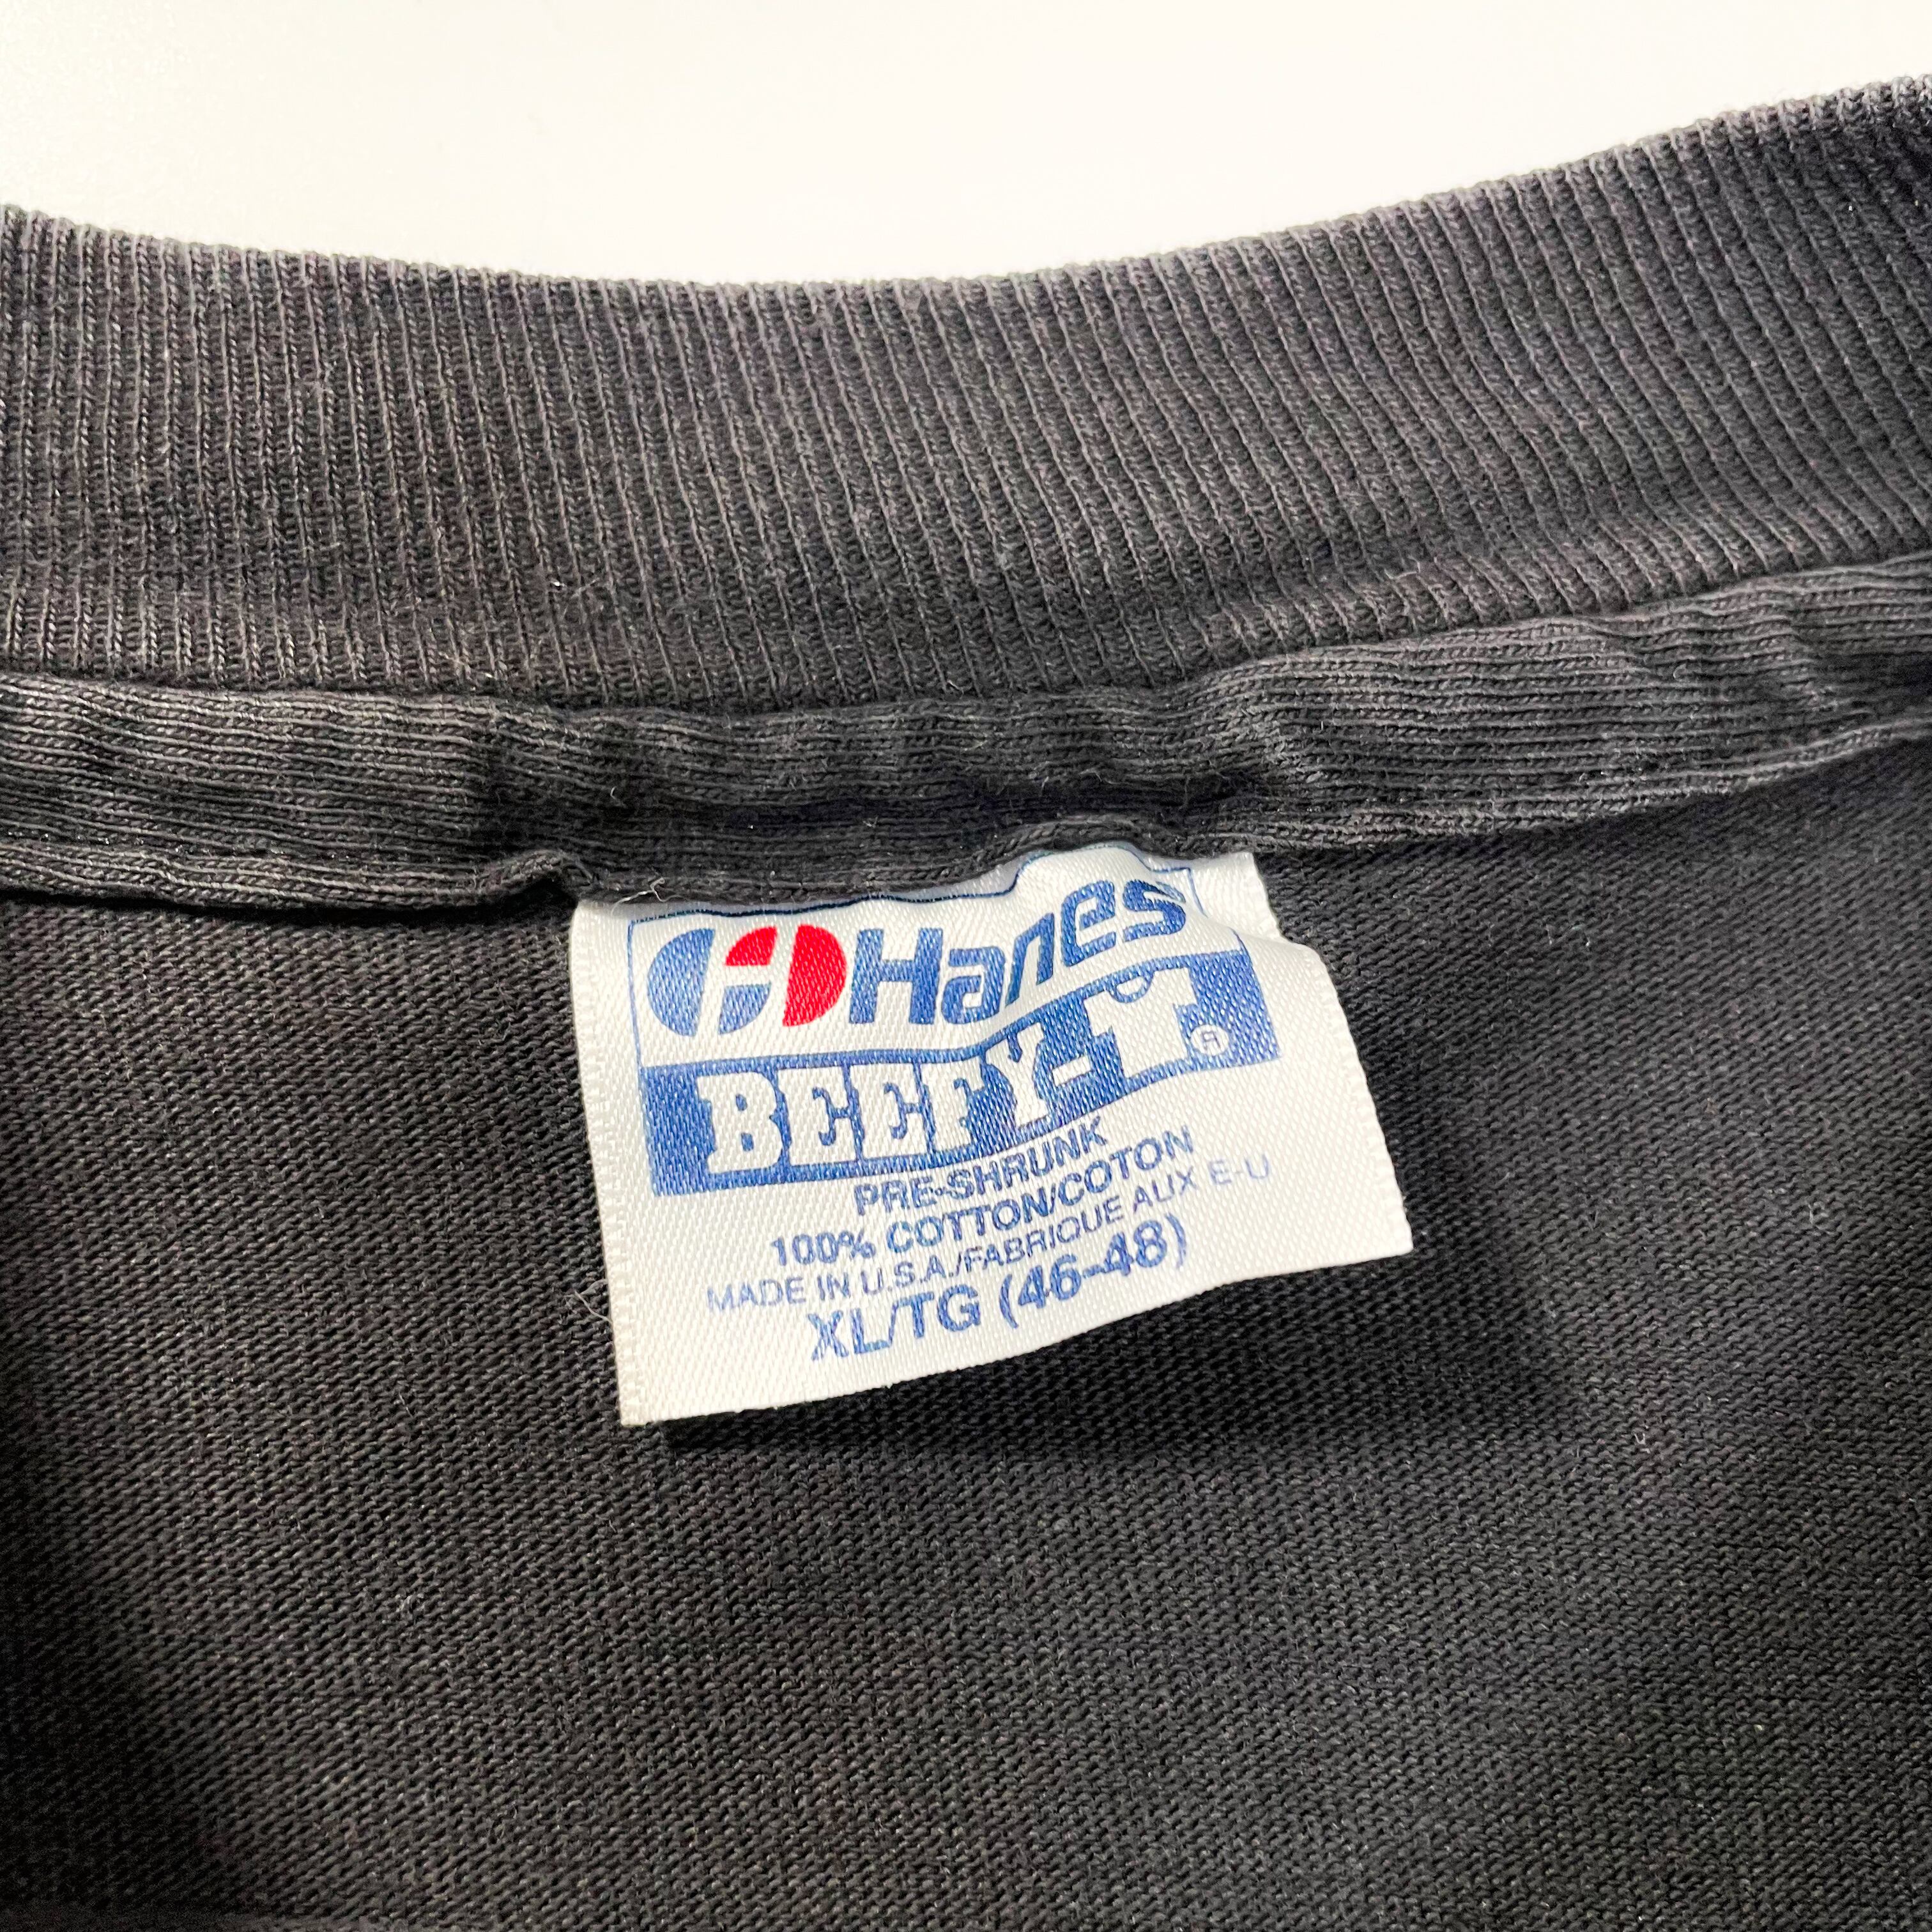 Hanes
BEEFY-T®
PRE-SHRUNK
100% COTTON/COTON
MADE IN U.S.A./FABRIQUE AUX E-U
XL/TG (46-48)